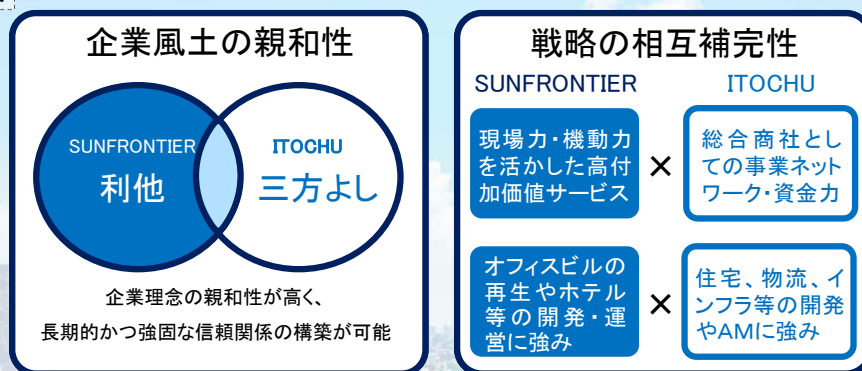 企業風土の親和性
SUNFRONTIER
利他
ITOCHU
三方よし
企業理念の親和性が高く、
長期的かつ強固な信頼関係の構築が可能
戦略の相互補完性
SUNFRONTIER
ITOCHU
現場力・機動力
を活かした高付
加価値サービス
×
総合商社とし
ての事業ネット
ワーク・資金力
オフィスビルの
再生やホテル
等の開発・運
営に強み
×
住宅、物流、イ
ンフラ等の開発
やAMに強み